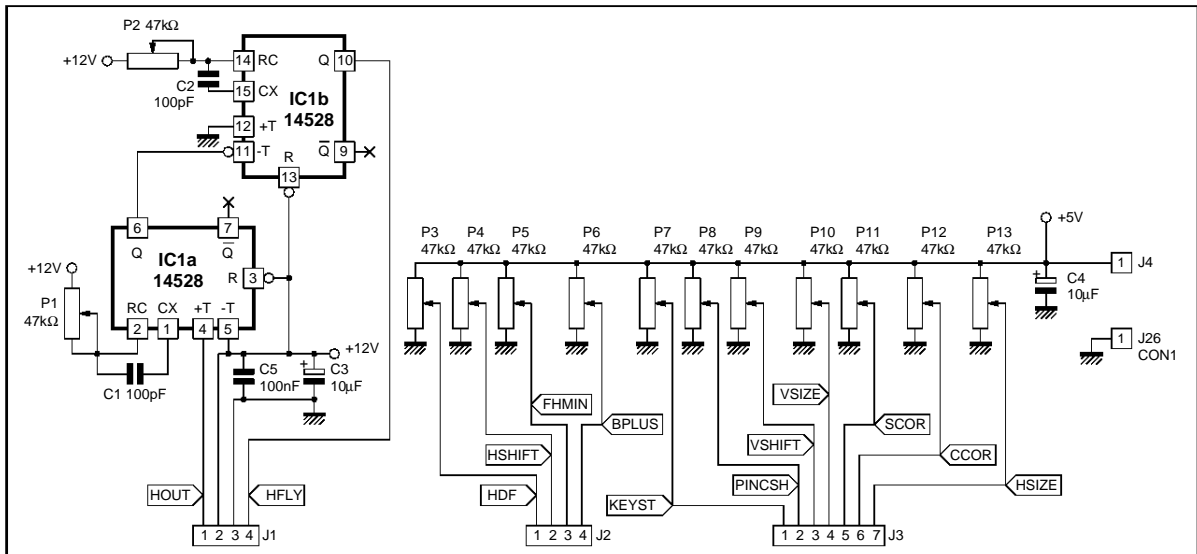 P2 47kΩ
+12V
C2
100pF
14 RC
15 CX
12 +T
11 -T
Q 10
Q 9
R
13
IC1b
14528
6
Q
7
Q
IC1a
14528
R 3
RC CX +T -T
2 1 4 5
+12V
P1
47kΩ
C1 100pF
+12V
C5
100nF
+
C3
10µF
HOUT
HFLY
1 2 3 4 J1
P3
47kΩ
P4
47kΩ
P5
47kΩ
P6
47kΩ
P7
47kΩ
P8
47kΩ
P9
47kΩ
P10
47kΩ
P11
47kΩ
P12
47kΩ
P13
47kΩ
+5V
1 J4
+
C4
10µF
1 J26
CON1
FHMIN
BPLUS
HSHIFT
HDF
KEYST
VSIZE
VSHIFT
PINCSH
SCOR
CCOR
HSIZE
1 2 3 4 J2
1 2 3 4 5 6 7 J3